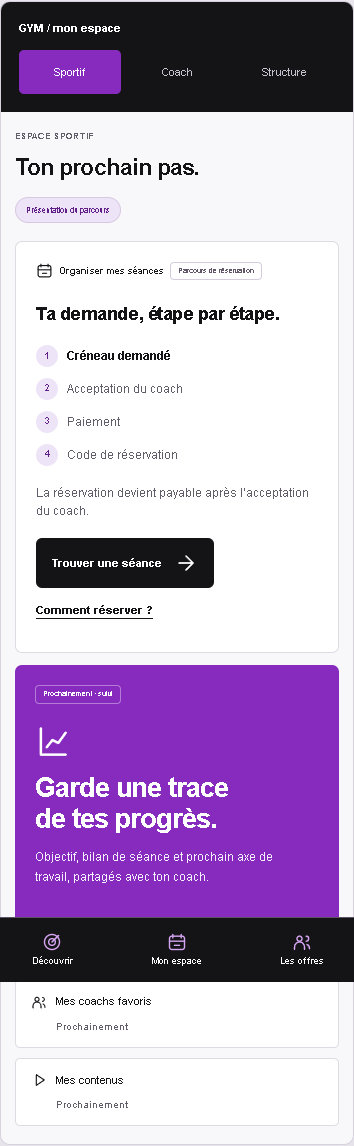 GYM / mon espace
Sportif
Coach
Structure
ESPACE SPORTIF
Ton prochain pas.
Présentation du parcours
Organiser mes séances
Parcours de réservation
Ta demande, étape par étape.
1 Créneau demandé
2 Acceptation du coach
3 Paiement
4 Code de réservation
La réservation devient payable après l'acceptation
du coach.
Trouver une séance
Comment réserver ?
Prochainement · suivi
Garde une trace
de tes progrès.
Objectif, bilan de séance et prochain axe de
travail, partagés avec ton coach.
Découvrir
Mon espace
Les offres
Mes coachs favoris
Prochainement
Mes contenus
Prochainement